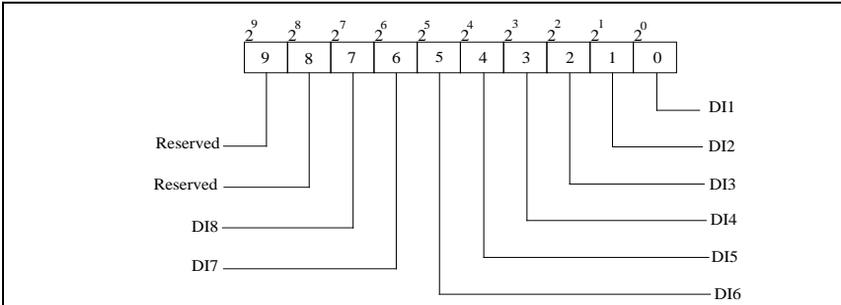 2^9 2^8 2^7 2^6 2^5 2^4 2^3 2^2 2^1 2^0
9 8 7 6 5 4 3 2 1 0
DI1
Reserved DI2
Reserved DI3
DI8 DI4
DI7 DI5
DI6